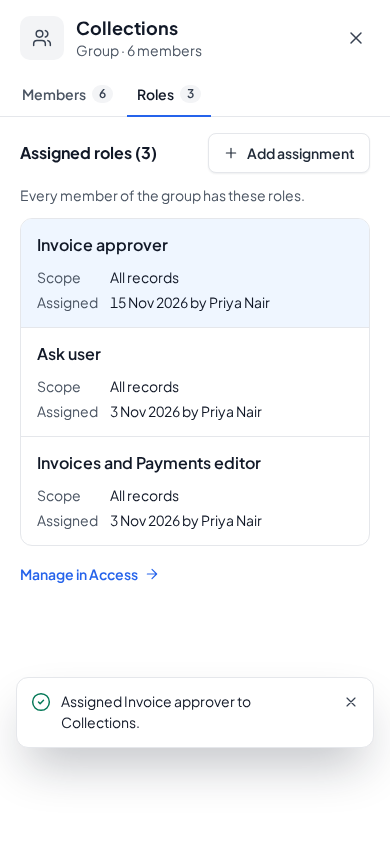 Collections
Group · 6 members
Members 6 Roles 3
Assigned roles (3)
Add assignment
Every member of the group has these roles.
Invoice approver
Scope All records
Assigned 15 Nov 2026 by Priya Nair
Ask user
Scope All records
Assigned 3 Nov 2026 by Priya Nair
Invoices and Payments editor
Scope All records
Assigned 3 Nov 2026 by Priya Nair
Manage in Access
Assigned Invoice approver to
Collections.